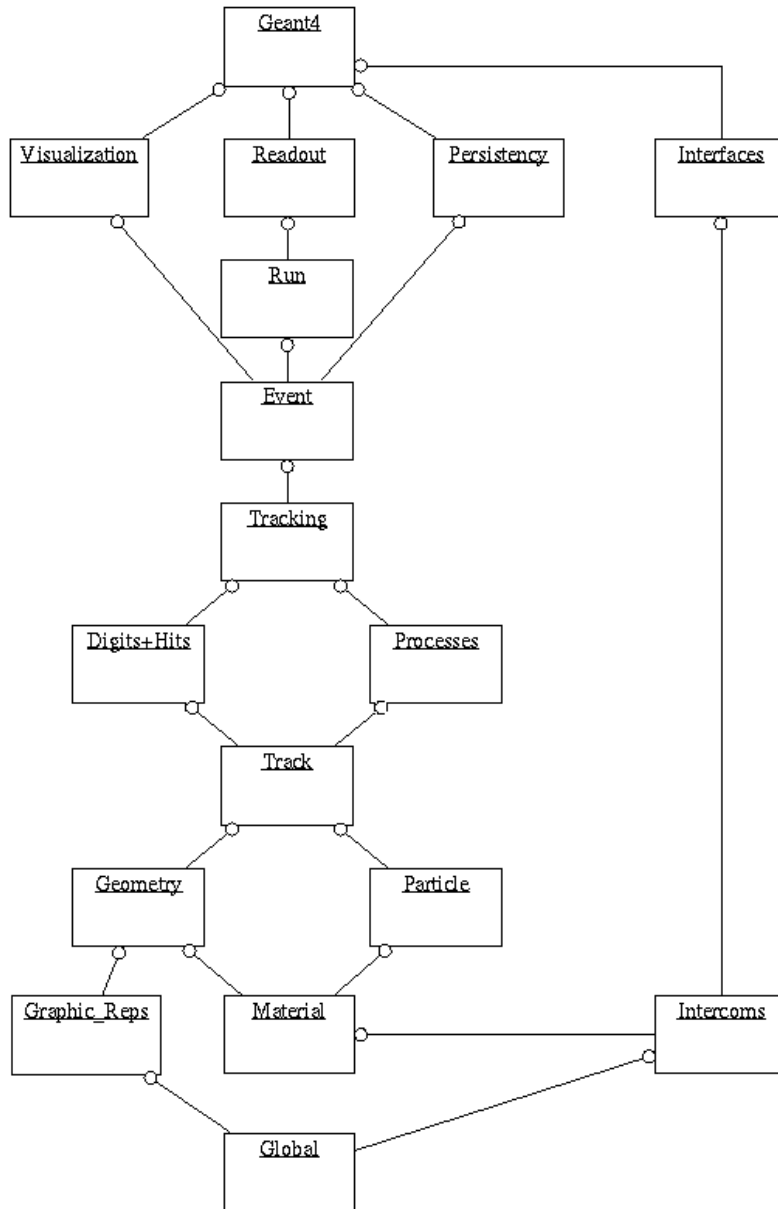 Geant4
Visualization
Readout
Persistency
Interfaces
Run
Event
Tracking
Digits+Hits
Processes
Track
Geometry
Particle
Graphic_Reps
Material
Intercoms
Global